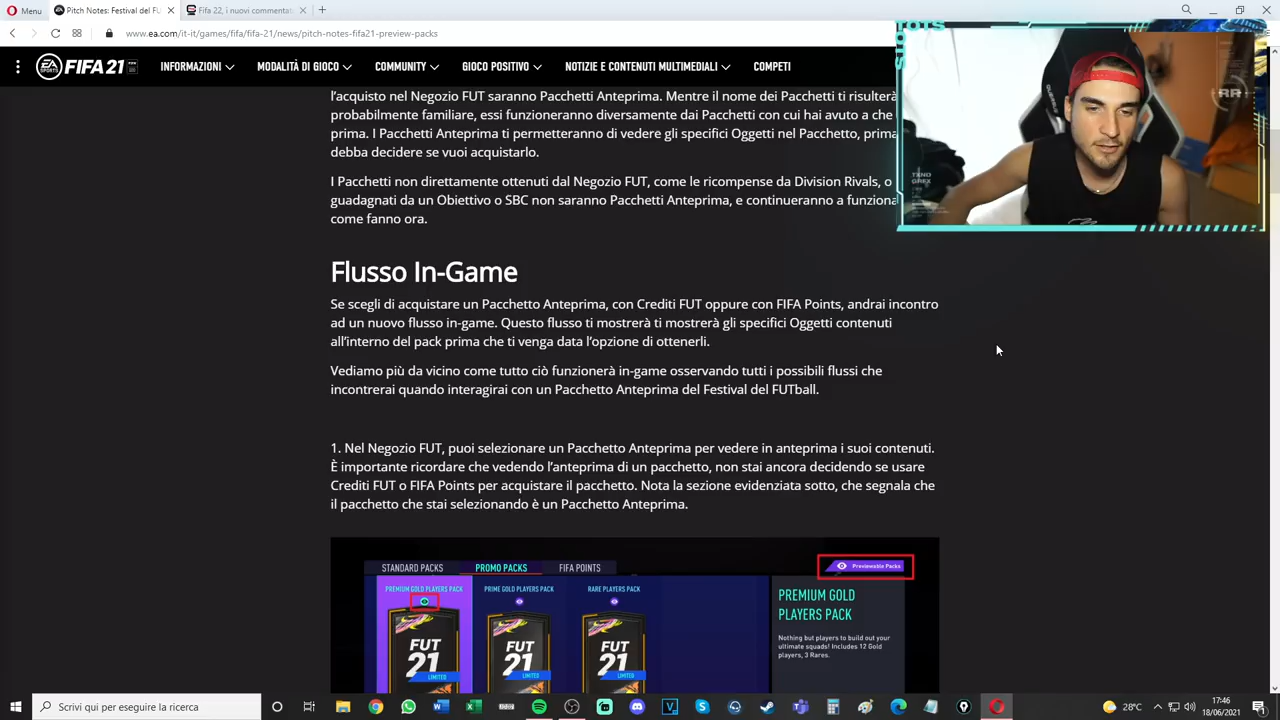 Menu
Pitch Notes: Festival del FU
Fifa 22, i nuovi commentat
www.ea.com/it-it/games/fifa/fifa-21/news/pitch-notes-fifa21-preview-packs
EA SPORTS FIFA 21
INFORMAZIONI
MODALITÀ DI GIOCO
COMMUNITY
GIOCO POSITIVO
NOTIZIE E CONTENUTI MULTIMEDIALI
COMPETI
l'acquisto nel Negozio FUT saranno Pacchetti Anteprima. Mentre il nome dei Pacchetti ti risulterà
probabilmente familiare, essi funzioneranno diversamente dai Pacchetti con cui hai avuto a che
prima. I Pacchetti Anteprima ti permetteranno di vedere gli specifici Oggetti nel Pacchetto, prima
debba decidere se vuoi acquistarlo.
I Pacchetti non direttamente ottenuti dal Negozio FUT, come le ricompense da Division Rivals, o
guadagnati da un Obiettivo o SBC non saranno Pacchetti Anteprima, e continueranno a funziona
come fanno ora.
Flusso In-Game
Se scegli di acquistare un Pacchetto Anteprima, con Crediti FUT oppure con FIFA Points, andrai incontro
ad un nuovo flusso in-game. Questo flusso ti mostrerà ti mostrerà gli specifici Oggetti contenuti
all'interno del pack prima che ti venga data l'opzione di ottenerli.
Vediamo più da vicino come tutto ciò funzionerà in-game osservando tutti i possibili flussi che
incontrerai quando interagirai con un Pacchetto Anteprima del Festival del FUTball.
1. Nel Negozio FUT, puoi selezionare un Pacchetto Anteprima per vedere in anteprima i suoi contenuti.
È importante ricordare che vedendo l'anteprima di un pacchetto, non stai ancora decidendo se usare
Crediti FUT o FIFA Points per acquistare il pacchetto. Nota la sezione evidenziata sotto, che segnala che
il pacchetto che stai selezionando è un Pacchetto Anteprima.
STANDARD PACKS
PROMO PACKS
FIFA POINTS
Previewable Packs
PREMIUM GOLD PLAYERS PACK
PRIME GOLD PLAYERS PACK
RARE PLAYERS PACK
FUT
21
LIMITED
FUT
21
LIMITED
FUT
21
LIMITED
PREMIUM GOLD
PLAYERS PACK
Nothing but players to build out your
ultimate squads! Includes 12 Gold
players, 3 Rares.
Scrivi qui per eseguire la ricerca
28°C
17:46
18/06/2021